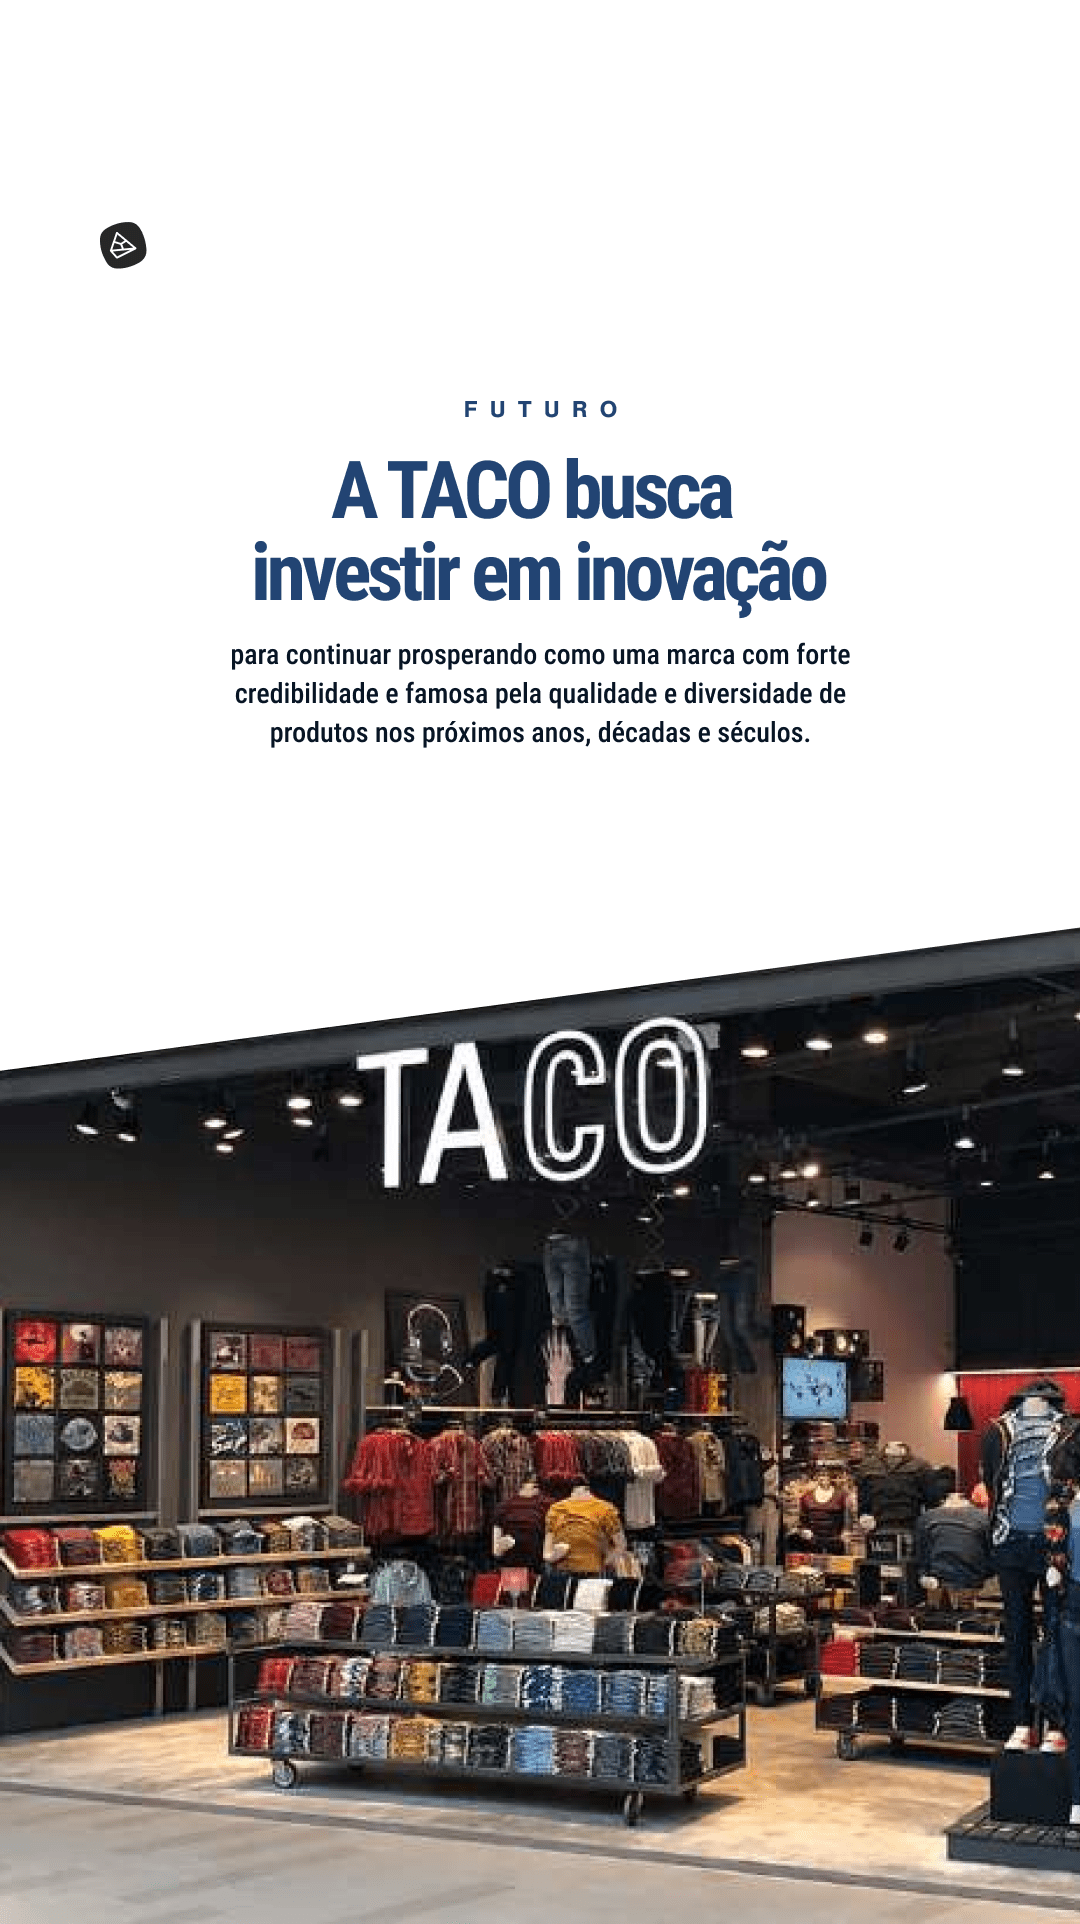 FUTURO
A TACO busca
investir em inovação
para continuar prosperando como uma marca com forte
credibilidade e famosa pela qualidade e diversidade de
produtos nos próximos anos, décadas e séculos.
TACO